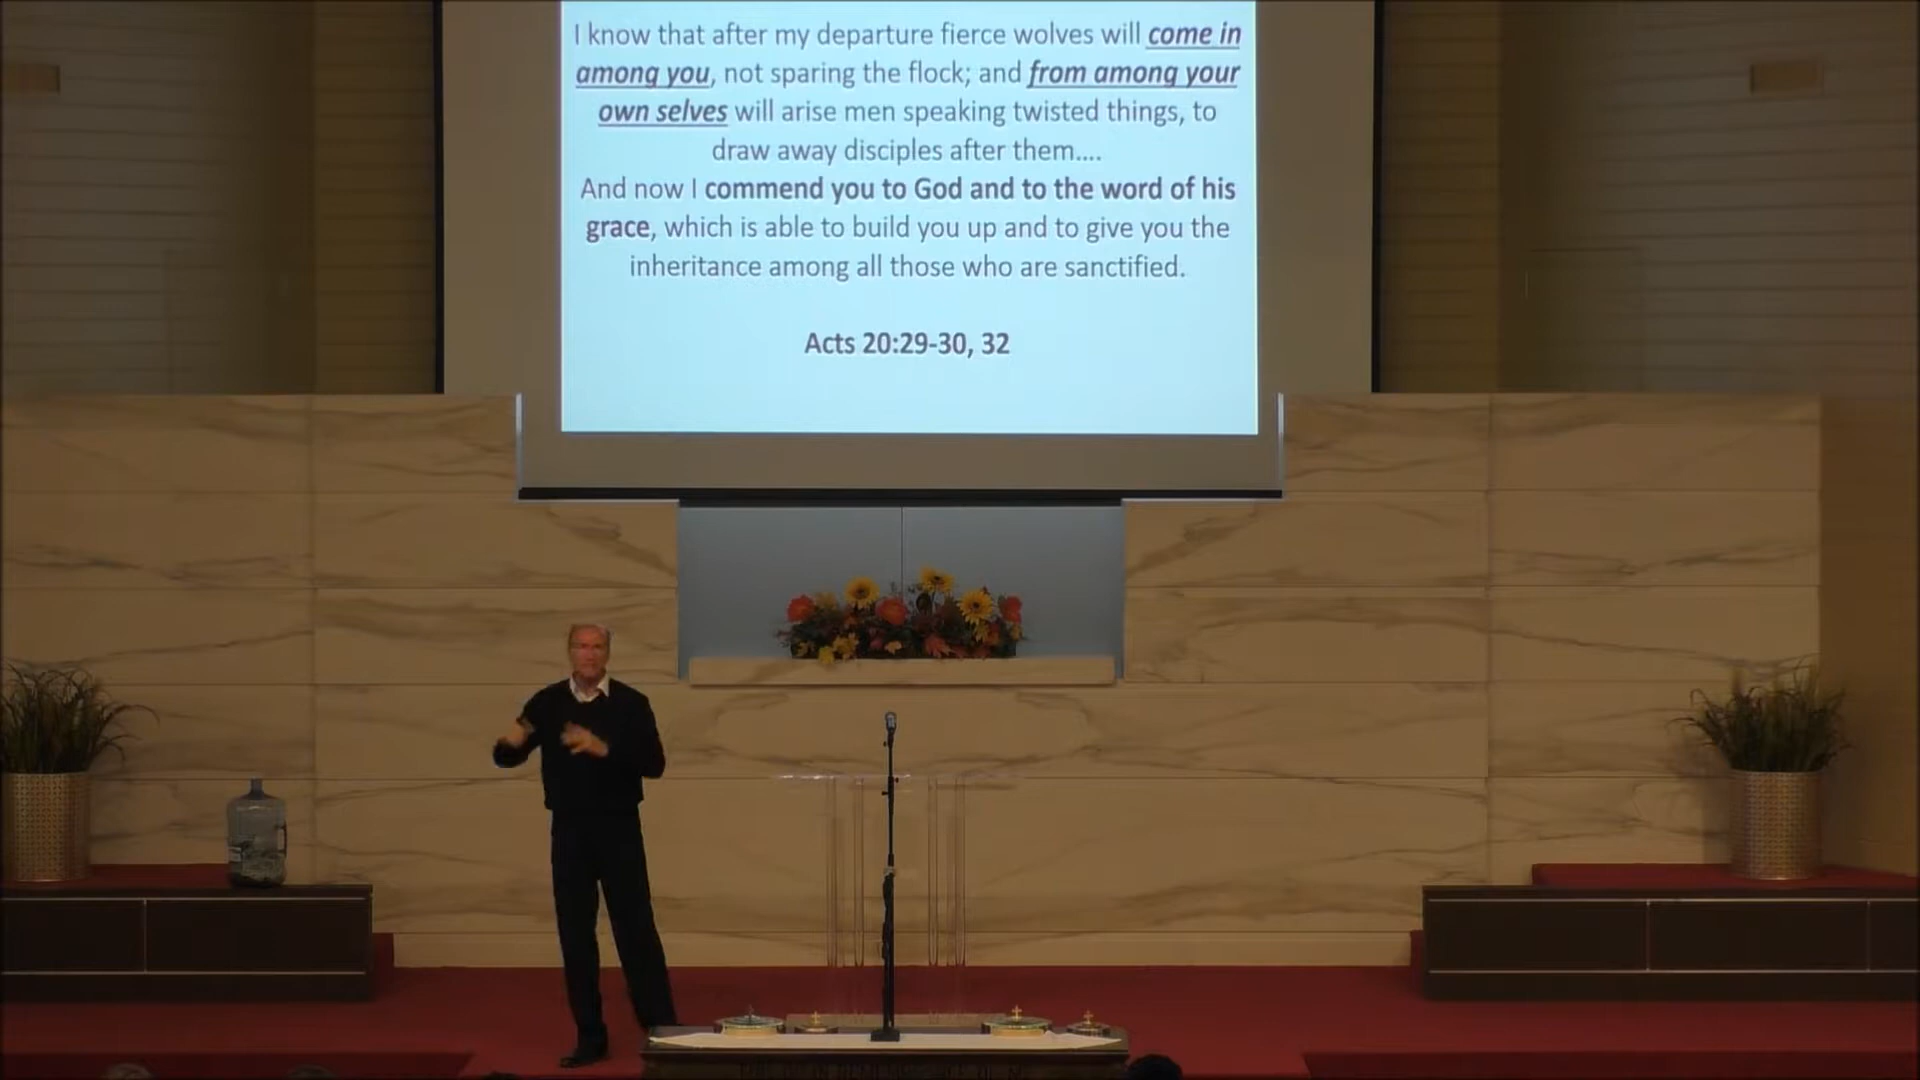 I know that after my departure fierce wolves will come in
among you, not sparing the flock; and from among your
own selves will arise men speaking twisted things, to
draw away disciples after them....
And now I commend you to God and to the word of his
grace, which is able to build you up and to give you the
inheritance among all those who are sanctified.
Acts 20:29-30, 32